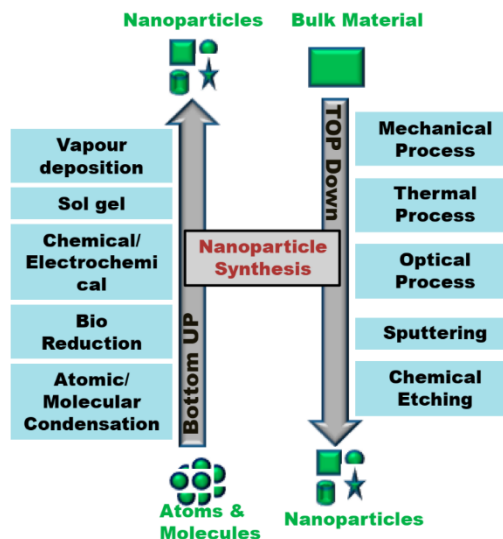 Nanoparticles
Bulk Material
Vapour
deposition
Sol gel
Chemical/
Electrochemi
cal
Bio
Reduction
Atomic/
Molecular
Condensation
Bottom UP
Nanoparticle
Synthesis
TOP Down
Mechanical
Process
Thermal
Process
Optical
Process
Sputtering
Chemical
Etching
Atoms &
Molecules
Nanoparticles